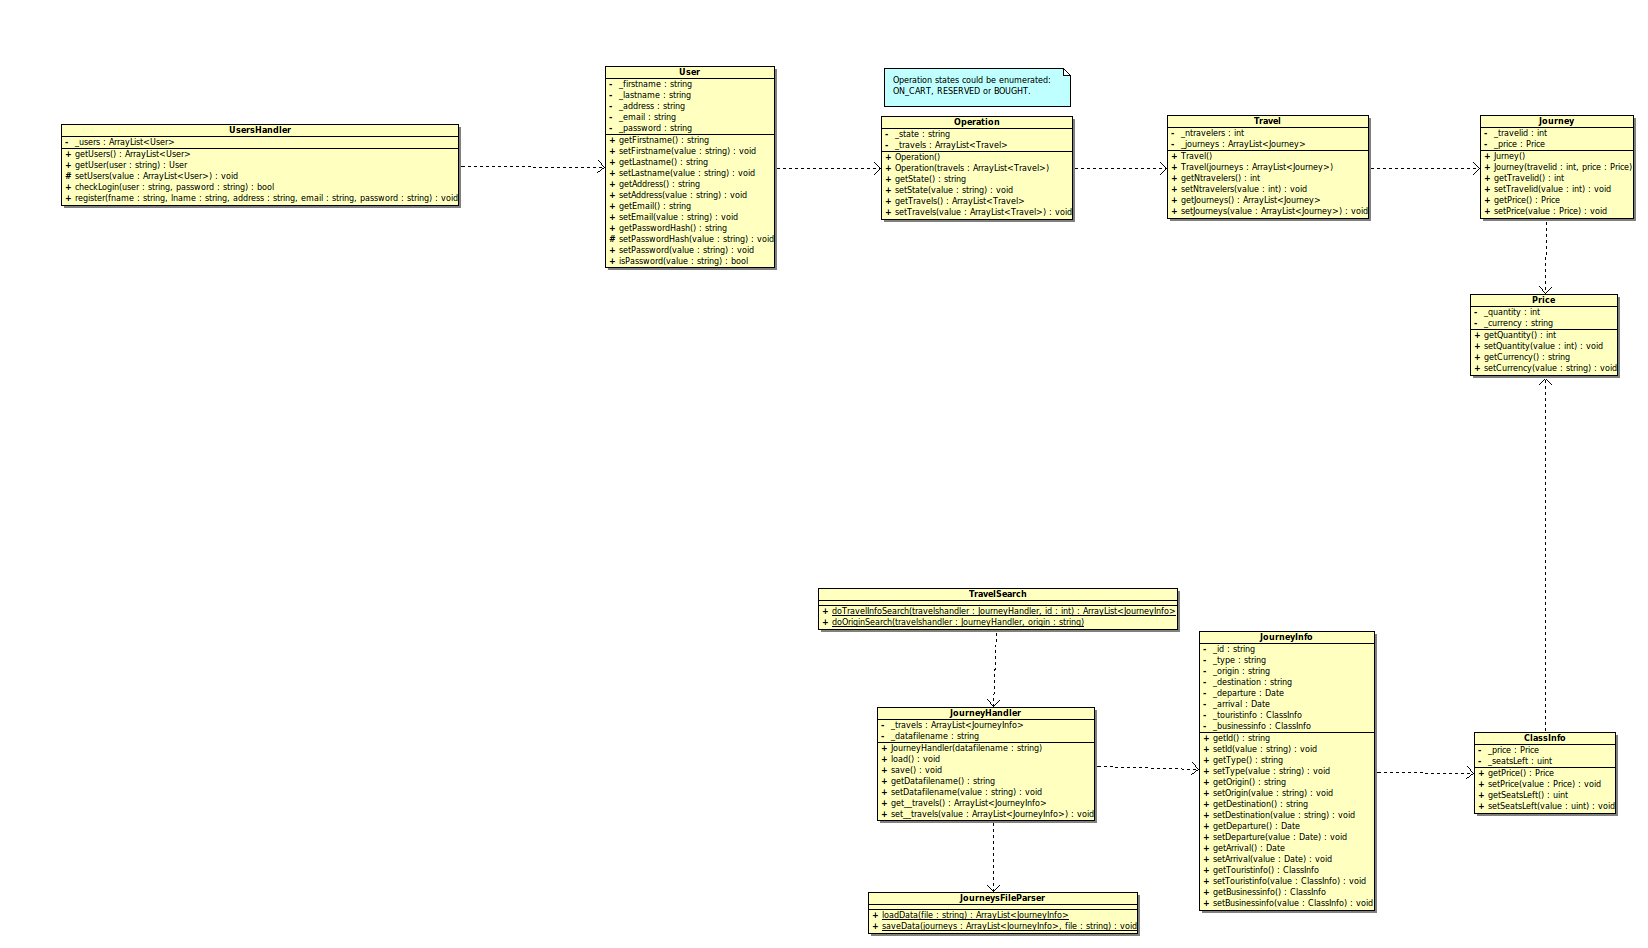 UsersHandler
- _users : ArrayList<User>
+ getUsers() : ArrayList<User>
+ getUser(user : string) : User
# setUsers(value : ArrayList<User>) : void
+ checkLogin(user : string, password : string) : bool
+ register(fname : string, lname : string, address : string, email : string, password : string) : void
User
- _firstname : string
- _lastname : string
- _address : string
- _email : string
- _password : string
+ getFirstname() : string
+ setFirstname(value : string) : void
+ getLastname() : string
+ setLastname(value : string) : void
+ getAddress() : string
+ setAddress(value : string) : void
+ getEmail() : string
+ setEmail(value : string) : void
+ getPasswordHash() : string
# setPasswordHash(value : string) : void
+ setPassword(value : string) : void
+ isPassword(value : string) : bool
Operation states could be enumerated:
ON_CART, RESERVED or BOUGHT.
Operation
- _state : string
- _travels : ArrayList<Travel>
+ Operation()
+ Operation(travels : ArrayList<Travel>)
+ getState() : string
+ setState(value : string) : void
+ getTravels() : ArrayList<Travel>
+ setTravels(value : ArrayList<Travel>) : void
Travel
- _ntravelers : int
- _journeys : ArrayList<Journey>
+ Travel()
+ Travel(journeys : ArrayList<Journey>)
+ getNtravelers() : int
+ setNtravelers(value : int) : void
+ getJourneys() : ArrayList<Journey>
+ setJourneys(value : ArrayList<Journey>) : void
Journey
- _travelid : int
- _price : Price
+ Jurney()
+ Journey(travelid : int, price : Price)
+ getTravelid() : int
+ setTravelid(value : int) : void
+ getPrice() : Price
+ setPrice(value : Price) : void
Price
- _quantity : int
- _currency : string
+ getQuantity() : int
+ setQuantity(value : int) : void
+ getCurrency() : string
+ setCurrency(value : string) : void
TravelSearch
+ doTravelInfoSearch(travelshandler : JourneyHandler, id : int) : ArrayList<JourneyInfo>
+ doOriginSearch(travelshandler : JourneyHandler, origin : string)
JourneyHandler
- _travels : ArrayList<JourneyInfo>
- _datafilename : string
+ JourneyHandler(datafilename : string)
+ load() : void
+ save() : void
+ getDatafilename() : string
+ setDatafilename(value : string) : void
+ get__travels() : ArrayList<JourneyInfo>
+ set__travels(value : ArrayList<JourneyInfo>) : void
JourneysFileParser
+ loadData(file : string) : ArrayList<JourneyInfo>
+ saveData(journeys : ArrayList<JourneyInfo>, file : string) : void
JourneyInfo
- _id : string
- _type : string
- _origin : string
- _destination : string
- _departure : Date
- _arrival : Date
- _touristinfo : ClassInfo
- _businessinfo : ClassInfo
+ getId() : string
+ setId(value : string) : void
+ getType() : string
+ setType(value : string) : void
+ getOrigin() : string
+ setOrigin(value : string) : void
+ getDestination() : string
+ setDestination(value : string) : void
+ getDeparture() : Date
+ setDeparture(value : Date) : void
+ getArrival() : Date
+ setArrival(value : Date) : void
+ getTouristinfo() : ClassInfo
+ setTouristinfo(value : ClassInfo) : void
+ getBusinessinfo() : ClassInfo
+ setBusinessinfo(value : ClassInfo) : void
ClassInfo
- _price : Price
- _seatsLeft : uint
+ getPrice() : Price
+ setPrice(value : Price) : void
+ getSeatsLeft() : uint
+ setSeatsLeft(value : uint) : void